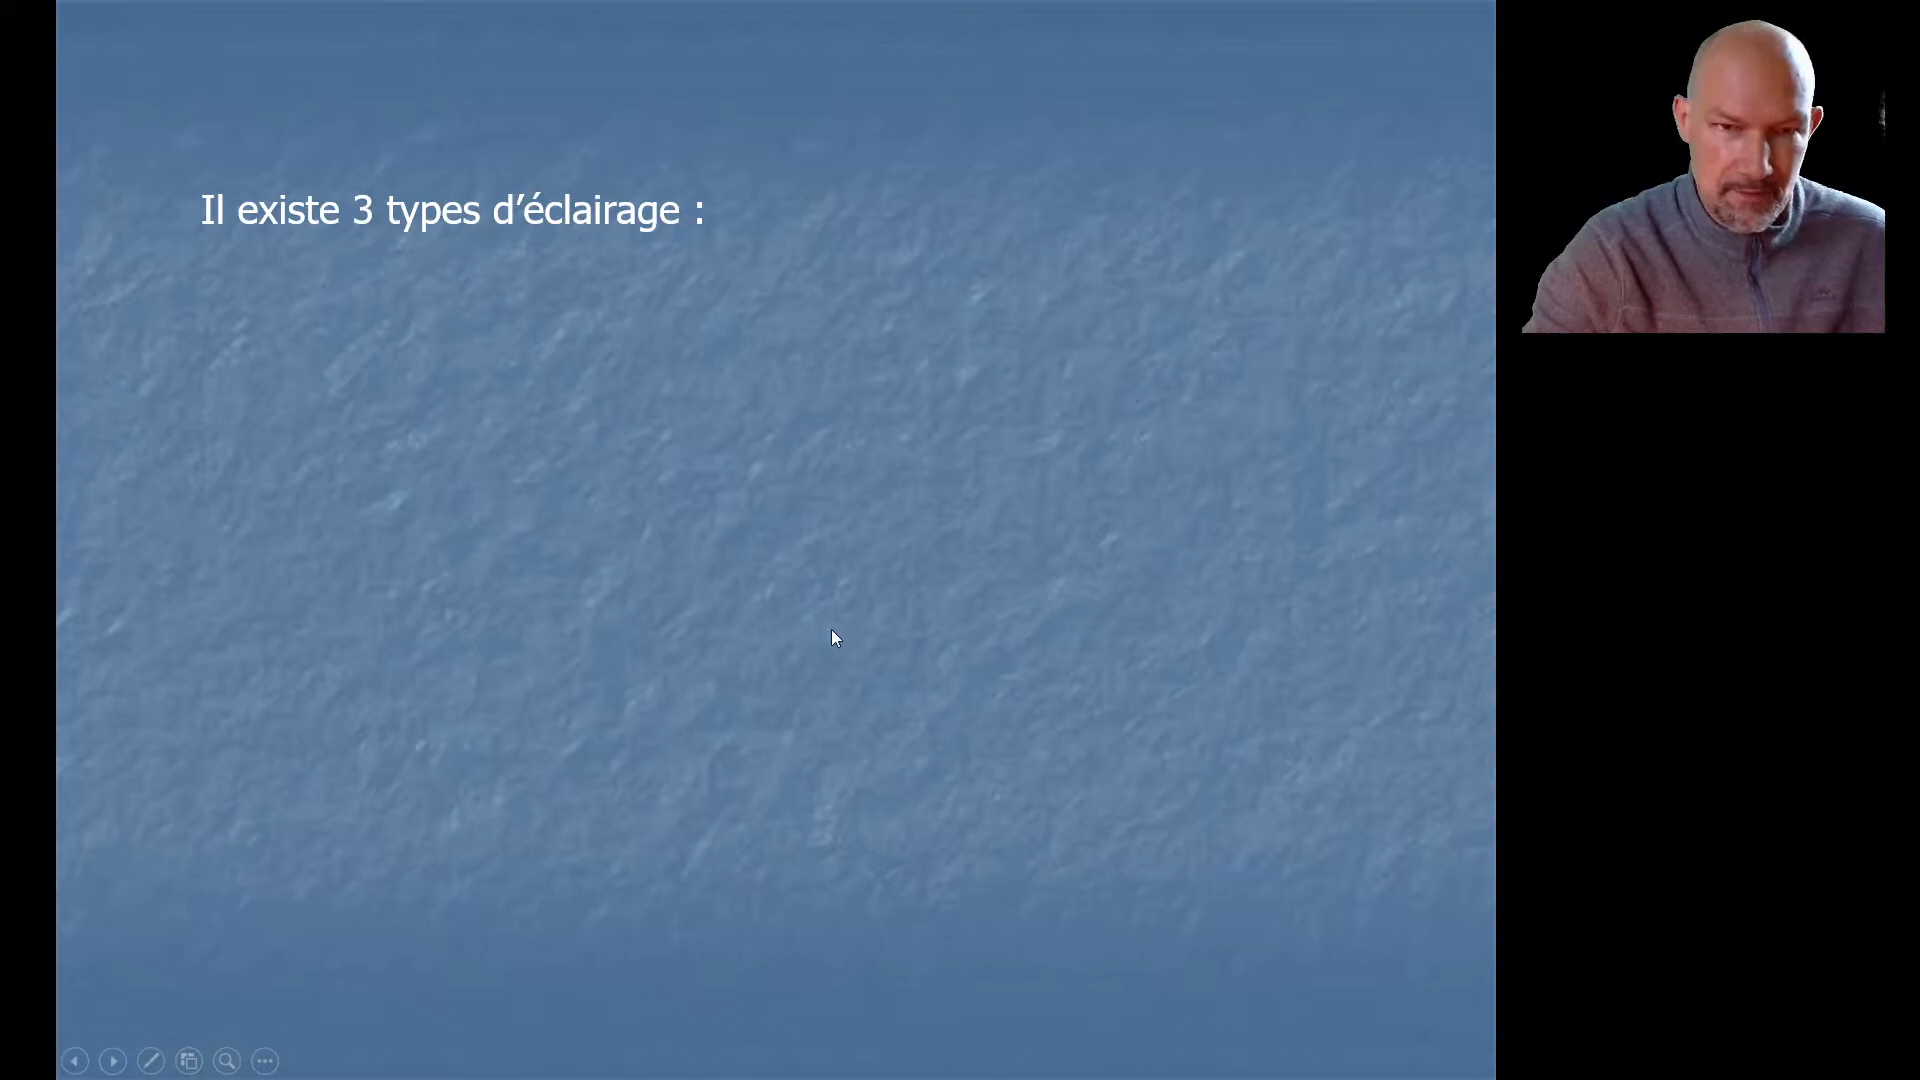 Il existe 3 types d’éclairage :